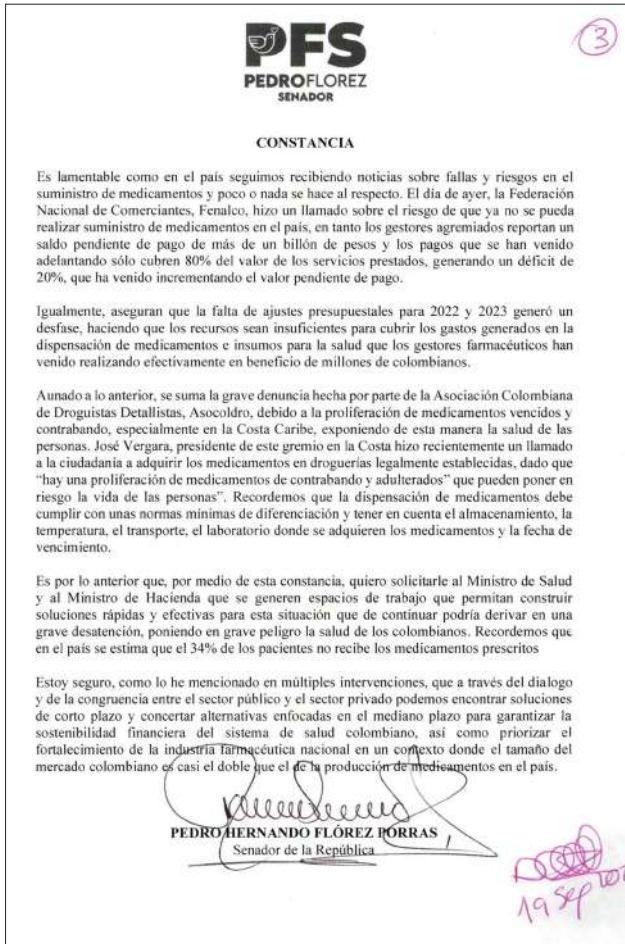 PFS
3
PEDROFLOREZ
SENADOR
CONSTANCIA
Es lamentable como en el país seguimos recibiendo noticias sobre fallas y riesgos en el
suministro de medicamentos y poco o nada se hace al respecto. El día de ayer, la Federación
Nacional de Comerciantes, Fenalco, hizo un llamado sobre el riesgo de que ya no se pueda
realizar suministro de medicamentos en el país, en tanto los gestores agremiados reportan un
saldo pendiente de pago de más de un billón de pesos y los pagos que se han venido
adelantando sólo cubren 80% del valor de los servicios prestados, generando un déficit de
20%, que ha venido incrementando el valor pendiente de pago.
Igualmente, aseguran que la falta de ajustes presupuestales para 2022 y 2023 generó un
desfase, haciendo que los recursos sean insuficientes para cubrir los gastos generados en la
dispensación de medicamentos e insumos para la salud que los gestores farmacéuticos han
venido realizando efectivamente en beneficio de millones de colombianos.
Aunado a lo anterior, se suma la grave denuncia hecha por parte de la Asociación Colombiana
de Droguistas Detallistas, Asocoldro, debido a la proliferación de medicamentos vencidos y
contrabando, especialmente en la Costa Caribe, exponiendo de esta manera la salud de las
personas. José Vergara, presidente de este gremio en la Costa hizo recientemente un llamado
a la ciudadanía a adquirir los medicamentos en droguerías legalmente establecidas, dado que
“hay una proliferación de medicamentos de contrabando y adulterados” que pueden poner en
riesgo la vida de las personas”. Recordemos que la dispensación de medicamentos debe
cumplir con unas normas mínimas de diferenciación y tener en cuenta el almacenamiento, la
temperatura, el transporte, el laboratorio donde se adquieren los medicamentos y la fecha de
vencimiento.
Es por lo anterior que, por medio de esta constancia, quiero solicitarle al Ministro de Salud
y al Ministro de Hacienda que se generen espacios de trabajo que permitan construir
soluciones rápidas y efectivas para esta situación que de continuar podría derivar en una
grave desatención, poniendo en grave peligro la salud de los colombianos. Recordemos que
en el país se estima que el 34% de los pacientes no recibe los medicamentos prescritos
Estoy seguro, como lo he mencionado en múltiples intervenciones, que a través del dialogo
y de la congruencia entre el sector público y el sector privado podemos encontrar soluciones
de corto plazo y concertar alternativas enfocadas en el mediano plazo para garantizar la
sostenibilidad financiera del sistema de salud colombiano, así como priorizar el
fortalecimiento de la industria farmacéutica nacional en un contexto donde el tamaño del
mercado colombiano es casi el doble que el de la producción de medicamentos en el país.
PEDRO HERNANDO FLÓREZ PORRAS
Senador de la República
19 sep